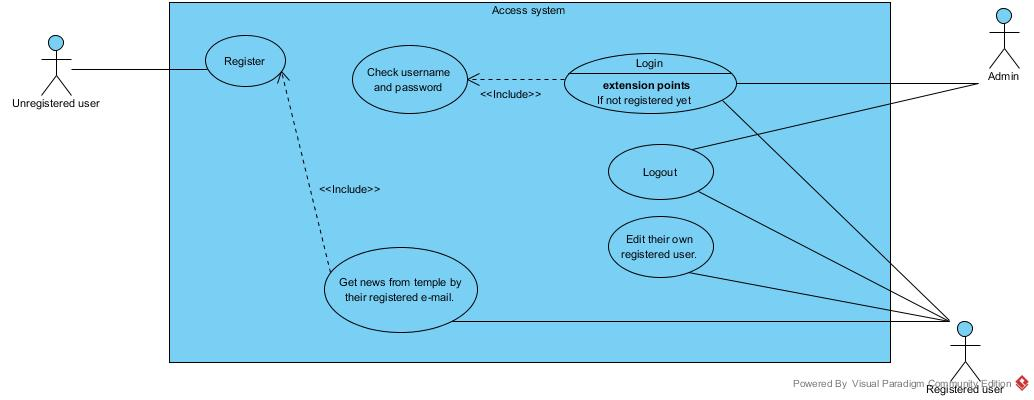 Access system
Unregistered user
Register
Check username
and password
<<Include>>
Login
extension points
If not registered yet
Admin
Logout
<<Include>>
Edit their own
registered user.
Get news from temple by
their registered e-mail.
Powered By Visual Paradigm Community Edition
Registered user